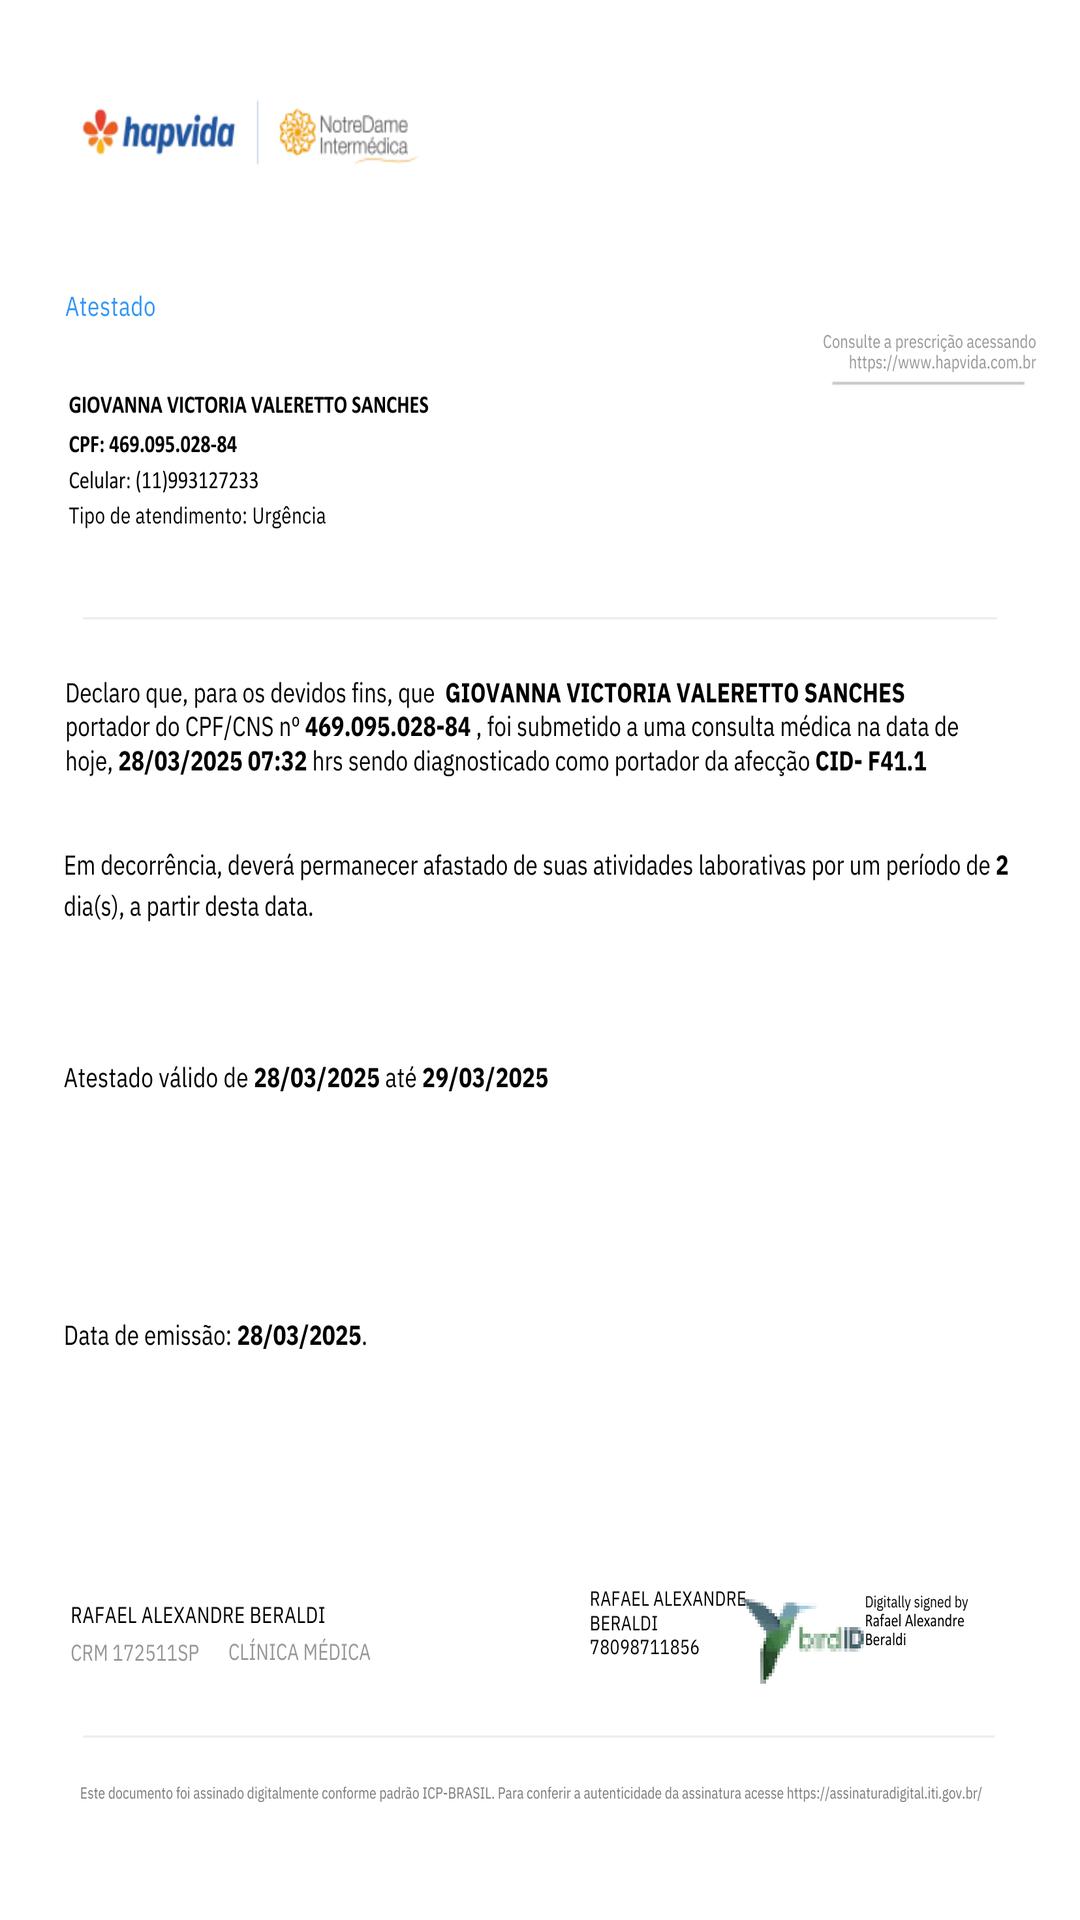 hapvida
NotreDame
Intermédica
Atestado
Consulte a prescrição acessando
https://www.hapvida.com.br
GIOVANNA VICTORIA VALERETTO SANCHES
CPF: 469.095.028-84
Celular: (11)993127233
Tipo de atendimento: Urgência
Declaro que, para os devidos fins, que GIOVANNA VICTORIA VALERETTO SANCHES
portador do CPF/CNS nº 469.095.028-84 , foi submetido a uma consulta médica na data de
hoje, 28/03/2025 07:32 hrs sendo diagnosticado como portador da afecção CID- F41.1
Em decorrência, deverá permanecer afastado de suas atividades laborativas por um período de 2
dia(s), a partir desta data.
Atestado válido de 28/03/2025 até 29/03/2025
Data de emissão: 28/03/2025.
RAFAEL ALEXANDRE BERALDI
CRM 172511SP CLÍNICA MÉDICA
RAFAEL ALEXANDRE
BERALDI
78098711856
birdID
Digitally signed by
Rafael Alexandre
Beraldi
Este documento foi assinado digitalmente conforme padrão ICP-BRASIL. Para conferir a autenticidade da assinatura acesse https://assinaturadigital.iti.gov.br/